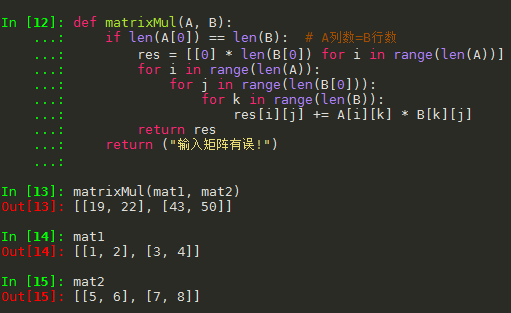 In [12]: def matrixMul(A, B):
    ...:     if len(A[0]) == len(B):  # A列数=B行数
    ...:         res = [[0] * len(B[0]) for i in range(len(A))]
    ...:         for i in range(len(A)):
    ...:             for j in range(len(B[0])):
    ...:                 for k in range(len(B)):
    ...:                     res[i][j] += A[i][k] * B[k][j]
    ...:         return res
    ...:     return ("输入矩阵有误!")
    ...:
In [13]: matrixMul(mat1, mat2)
Out[13]: [[19, 22], [43, 50]]
In [14]: mat1
Out[14]: [[1, 2], [3, 4]]
In [15]: mat2
Out[15]: [[5, 6], [7, 8]]